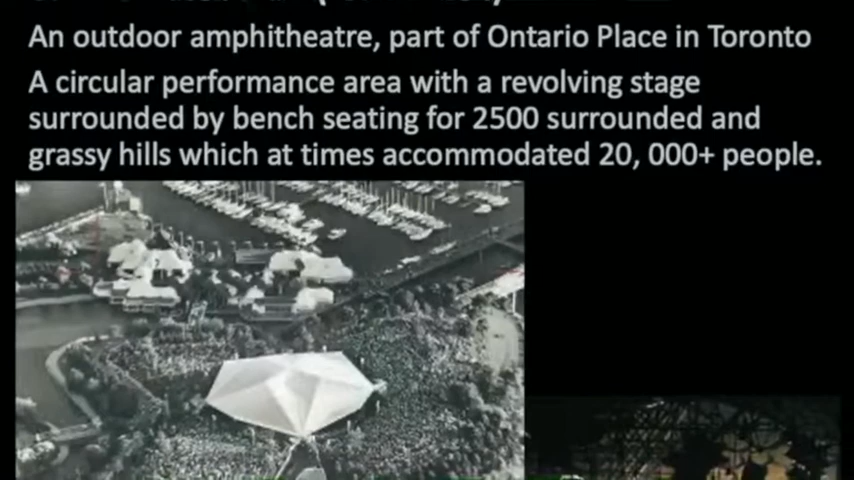 An outdoor amphitheatre, part of Ontario Place in Toronto
A circular performance area with a revolving stage
surrounded by bench seating for 2500 surrounded and
grassy hills which at times accommodated 20, 000+ people.